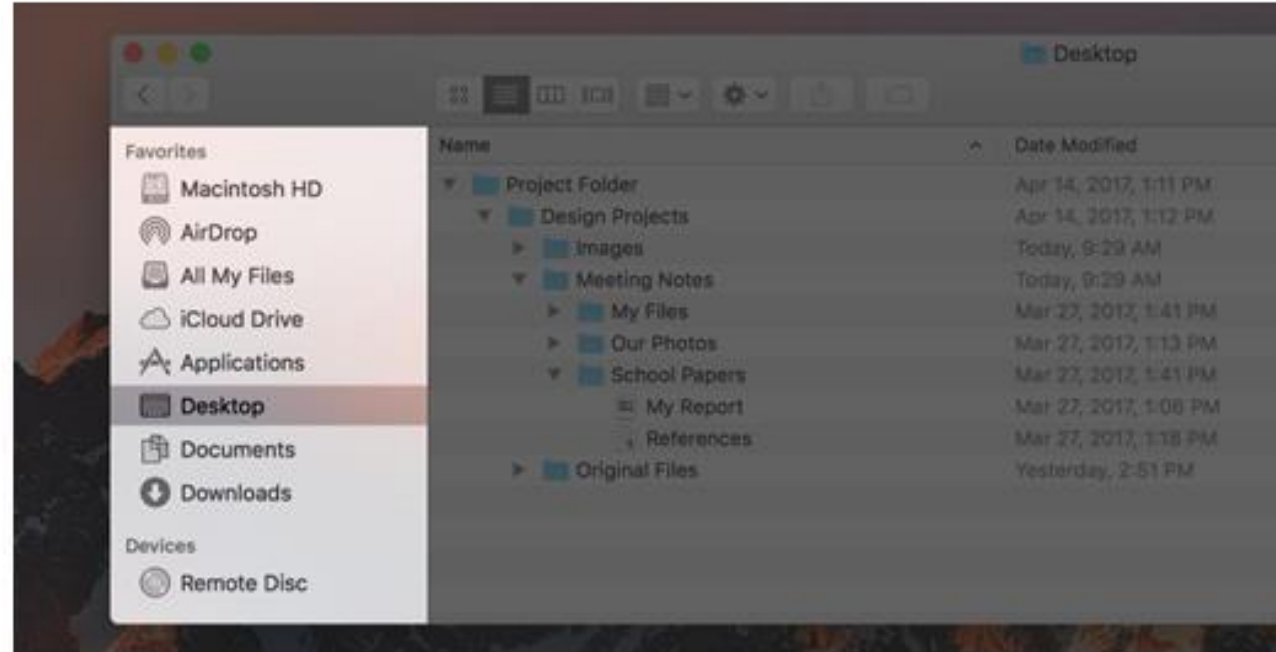 Desktop
Favorites
Macintosh HD
AirDrop
All My Files
iCloud Drive
Applications
Desktop
Documents
Downloads
Devices
Remote Disc
Name Date Modified
Project Folder Apr 14, 2017, 1:11 PM
Design Projects Apr 14, 2017, 1:12 PM
Images Today, 9:29 AM
Meeting Notes Today, 9:29 AM
My Files Mar 27, 2017, 1:41 PM
Our Photos Mar 27, 2017, 1:13 PM
School Papers Mar 27, 2017, 1:41 PM
My Report Mar 27, 2017, 1:06 PM
References Mar 27, 2017, 1:18 PM
Original Files Yesterday, 2:51 PM